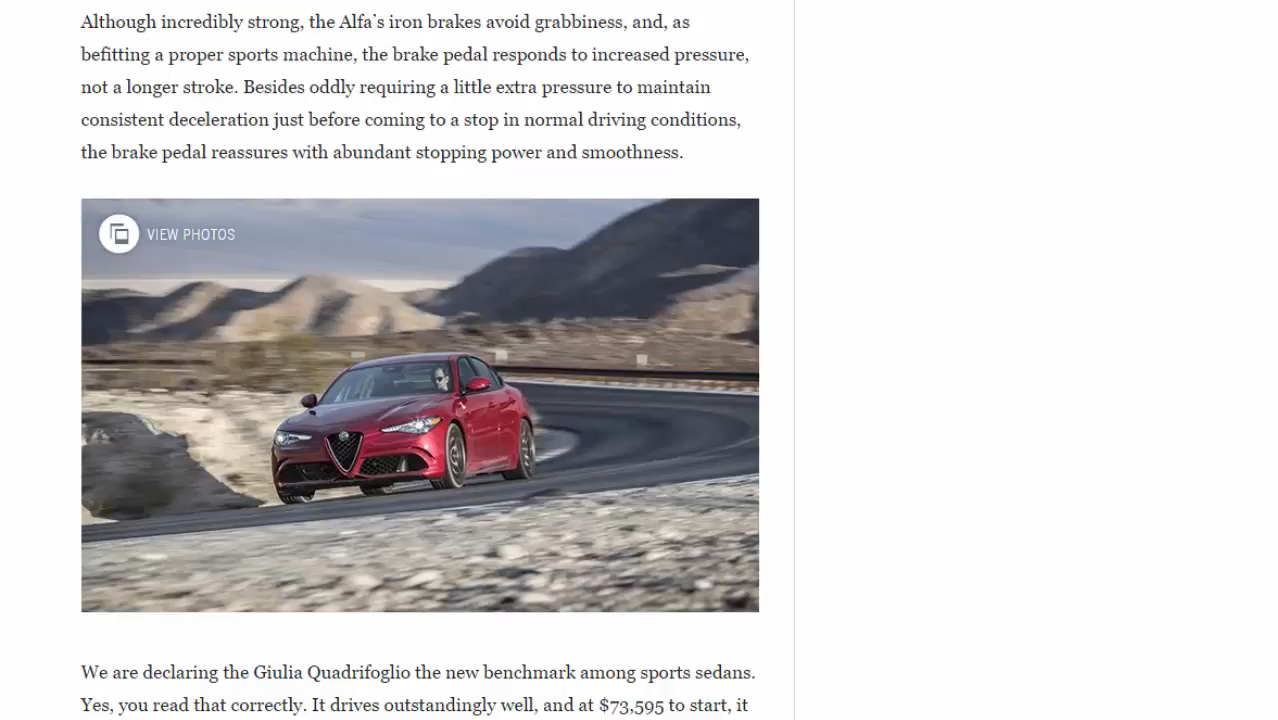 Although incredibly strong, the Alfa's iron brakes avoid grabbiness, and, as
befitting a proper sports machine, the brake pedal responds to increased pressure,
not a longer stroke. Besides oddly requiring a little extra pressure to maintain
consistent deceleration just before coming to a stop in normal driving conditions,
the brake pedal reassures with abundant stopping power and smoothness.
VIEW PHOTOS
We are declaring the Giulia Quadrifoglio the new benchmark among sports sedans.
Yes, you read that correctly. It drives outstandingly well, and at $73,595 to start, it